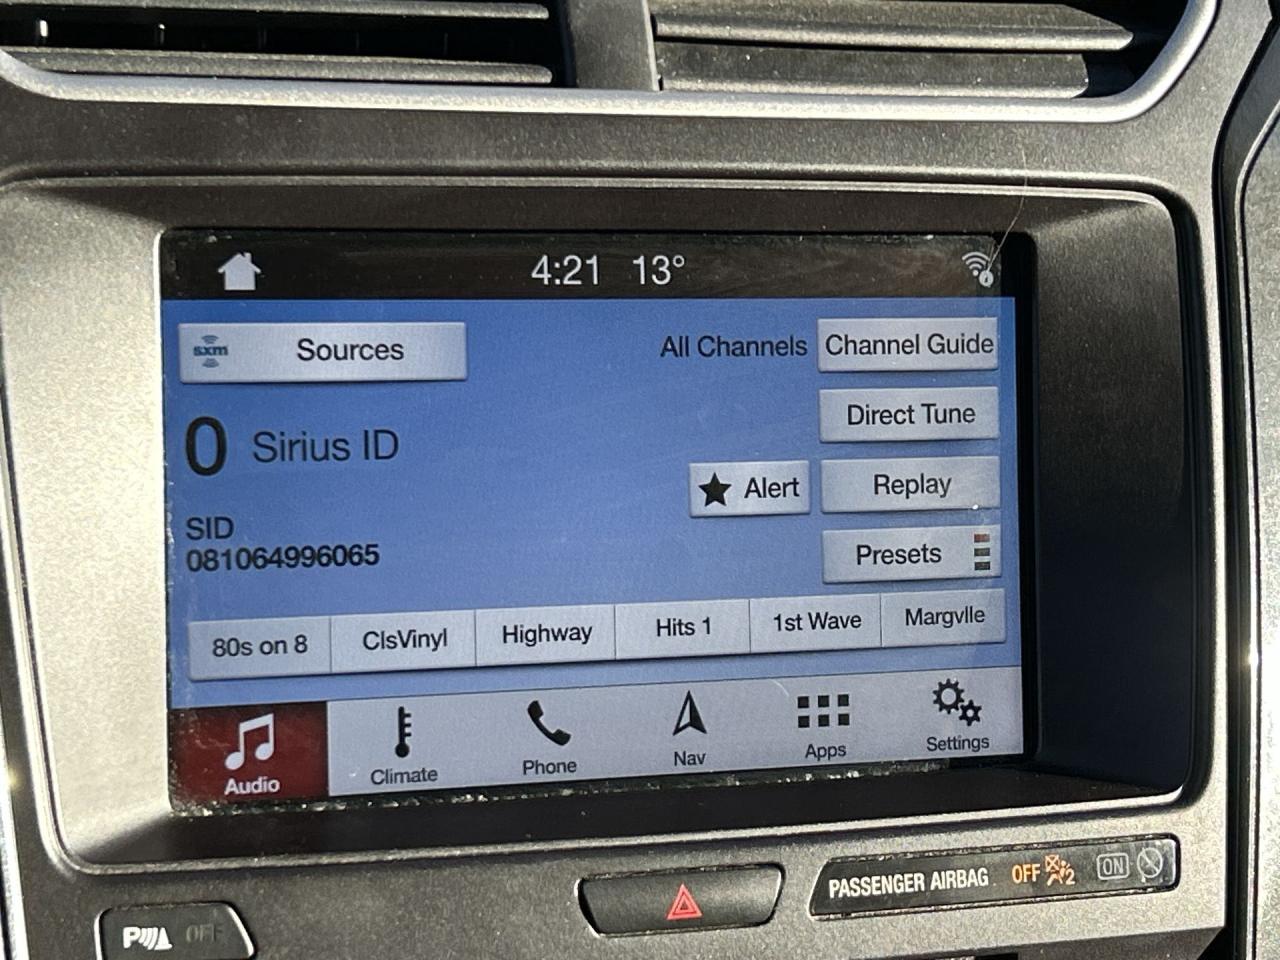 4:21 13°
sxm Sources
All Channels
Channel Guide
0 Sirius ID
Direct Tune
Alert
Replay
SID
081064996065
Presets
80s on 8
ClsVinyl
Highway
Hits 1
1st Wave
Margvlle
Audio
Climate
Phone
Nav
Apps
Settings
PASSENGER AIRBAG OFF 2 ON
P OFF